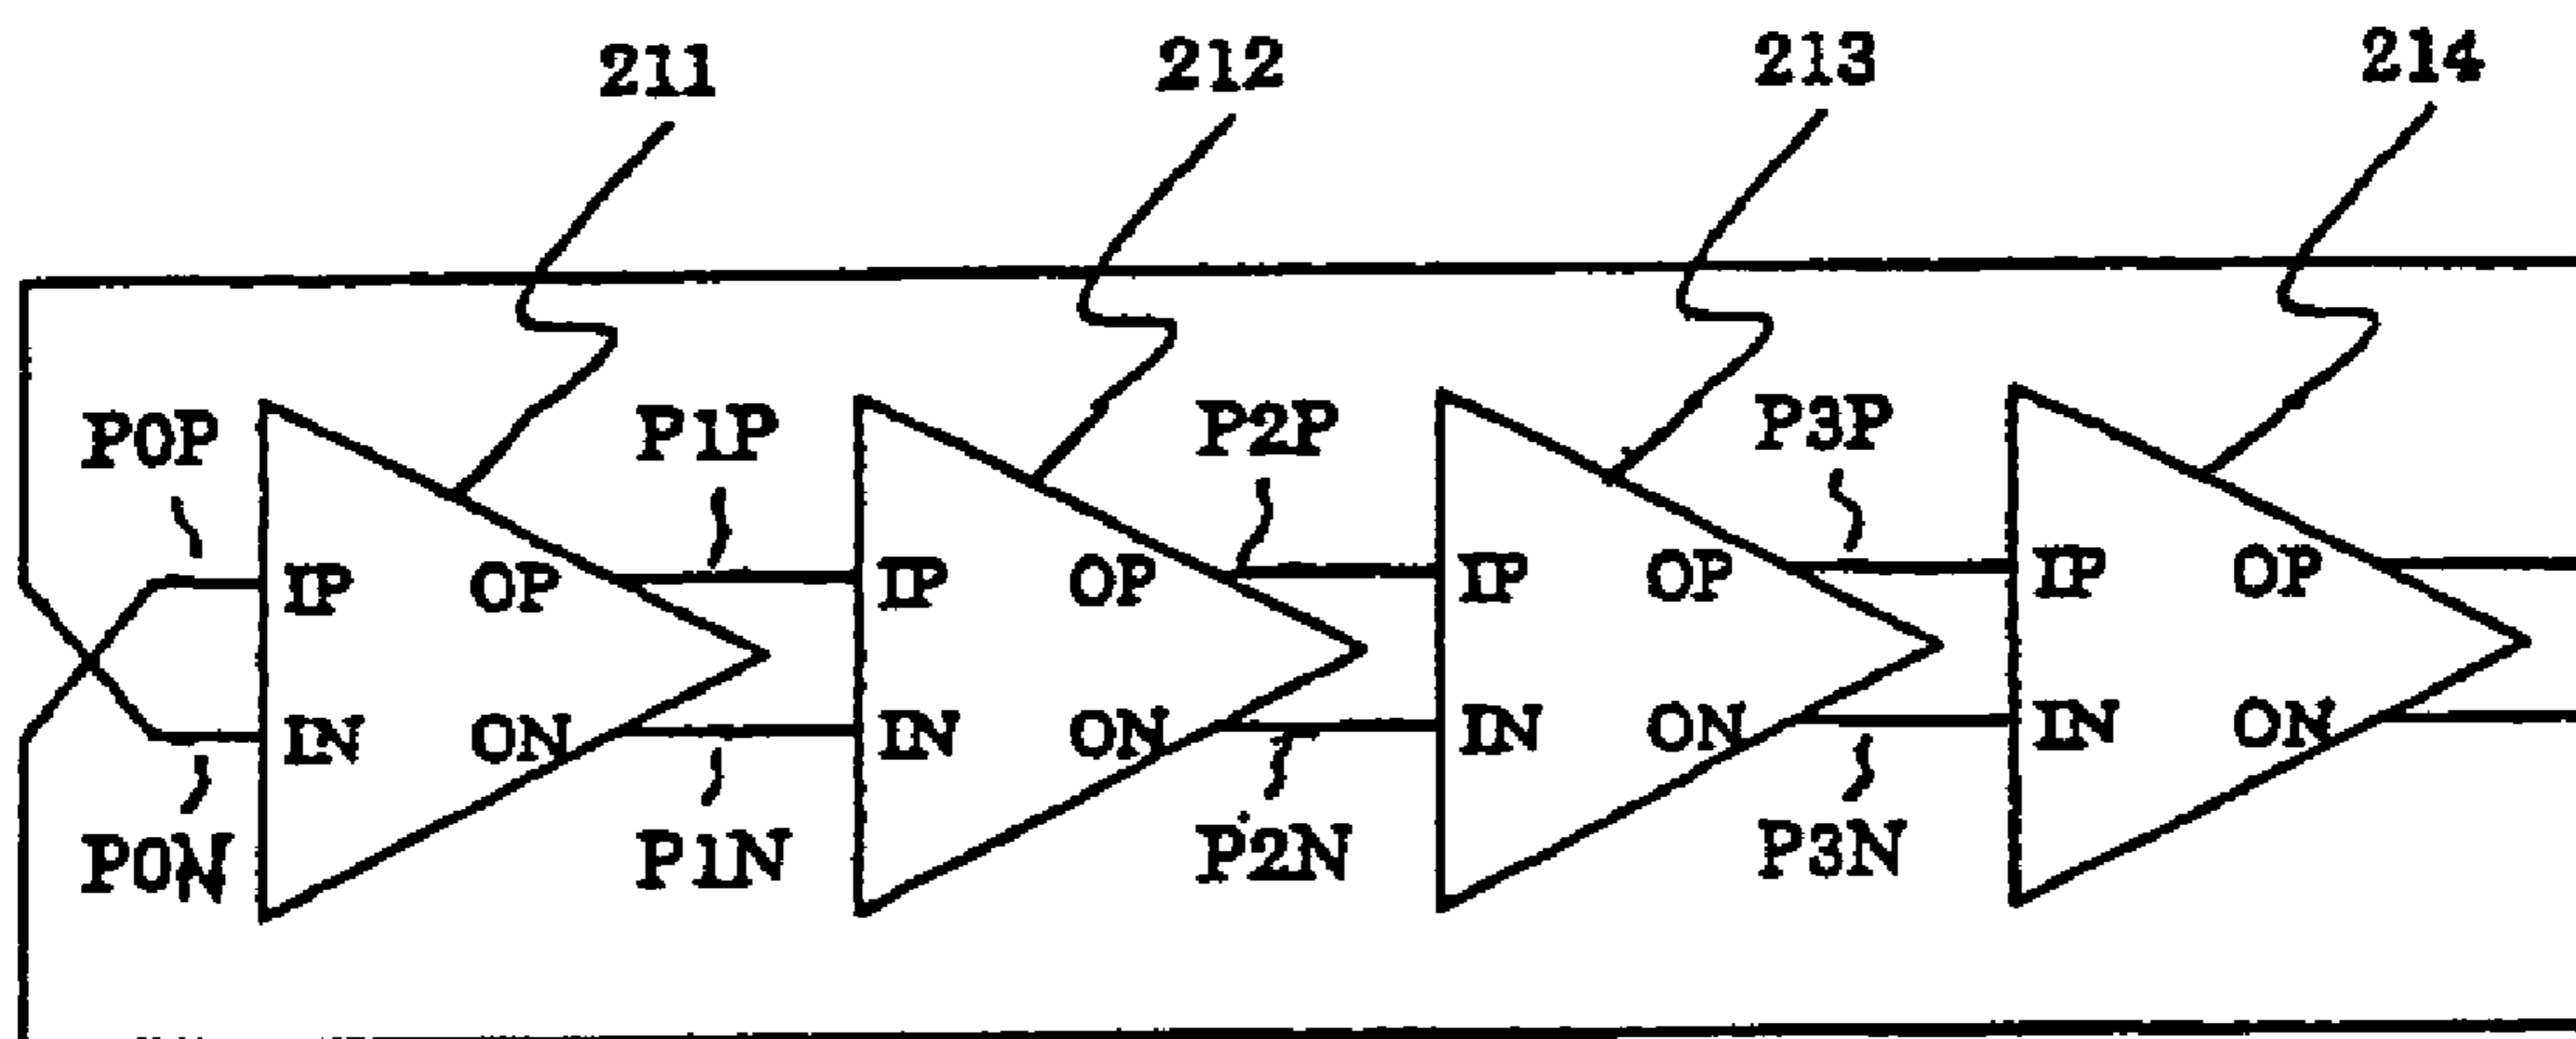 211 212 213 214
P0P P1P P2P P3P
IP OP IP OP IP OP IP OP
IN ON IN ON IN ON IN ON
P0N P1N P2N P3N